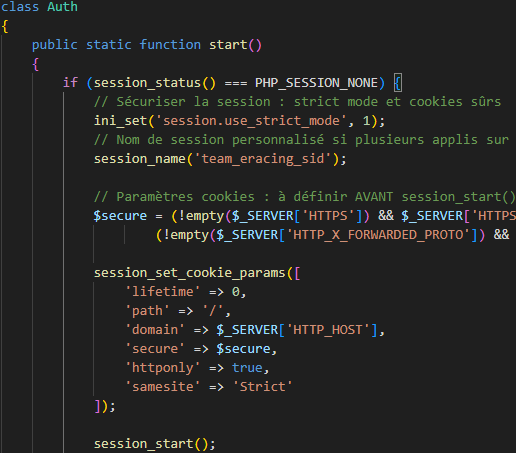 class Auth
{
    public static function start()
    {
        if (session_status() === PHP_SESSION_NONE) {
            // Sécuriser la session : strict mode et cookies sûrs
            ini_set('session.use_strict_mode', 1);
            // Nom de session personnalisé si plusieurs applis sur
            session_name('team_eracing_sid');

            // Paramètres cookies : à définir AVANT session_start()
            $secure = (!empty($_SERVER['HTTPS']) && $_SERVER['HTTPS
                    (!empty($_SERVER['HTTP_X_FORWARDED_PROTO']) &&

            session_set_cookie_params([
                'lifetime' => 0,
                'path' => '/',
                'domain' => $_SERVER['HTTP_HOST'],
                'secure' => $secure,
                'httponly' => true,
                'samesite' => 'Strict'
            ]);

            session_start();